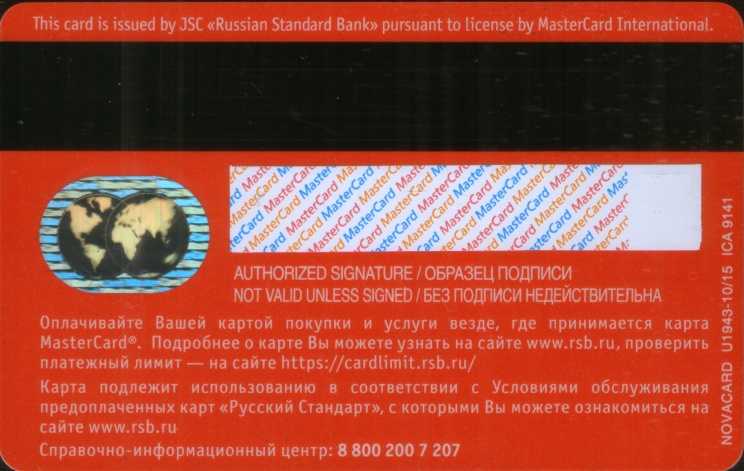 This card is issued by JSC «Russian Standard Bank» pursuant to license by MasterCard International.
AUTHORIZED SIGNATURE / ОБРАЗЕЦ ПОДПИСИ
NOT VALID UNLESS SIGNED / БЕЗ ПОДПИСИ НЕДЕЙСТВИТЕЛЬНА
Оплачивайте Вашей картой покупки и услуги везде, где принимается карта
MasterCard®. Подробнее о карте Вы можете узнать на сайте www.rsb.ru, проверить
платежный лимит — на сайте https://cardlimit.rsb.ru/
Карта подлежит использованию в соответствии с Условиями обслуживания
предоплаченных карт «Русский Стандарт», с которыми Вы можете ознакомиться на
сайте www.rsb.ru
Справочно-информационный центр: 8 800 200 7 207
NOVACARD U1943-10/15 ICA 9141